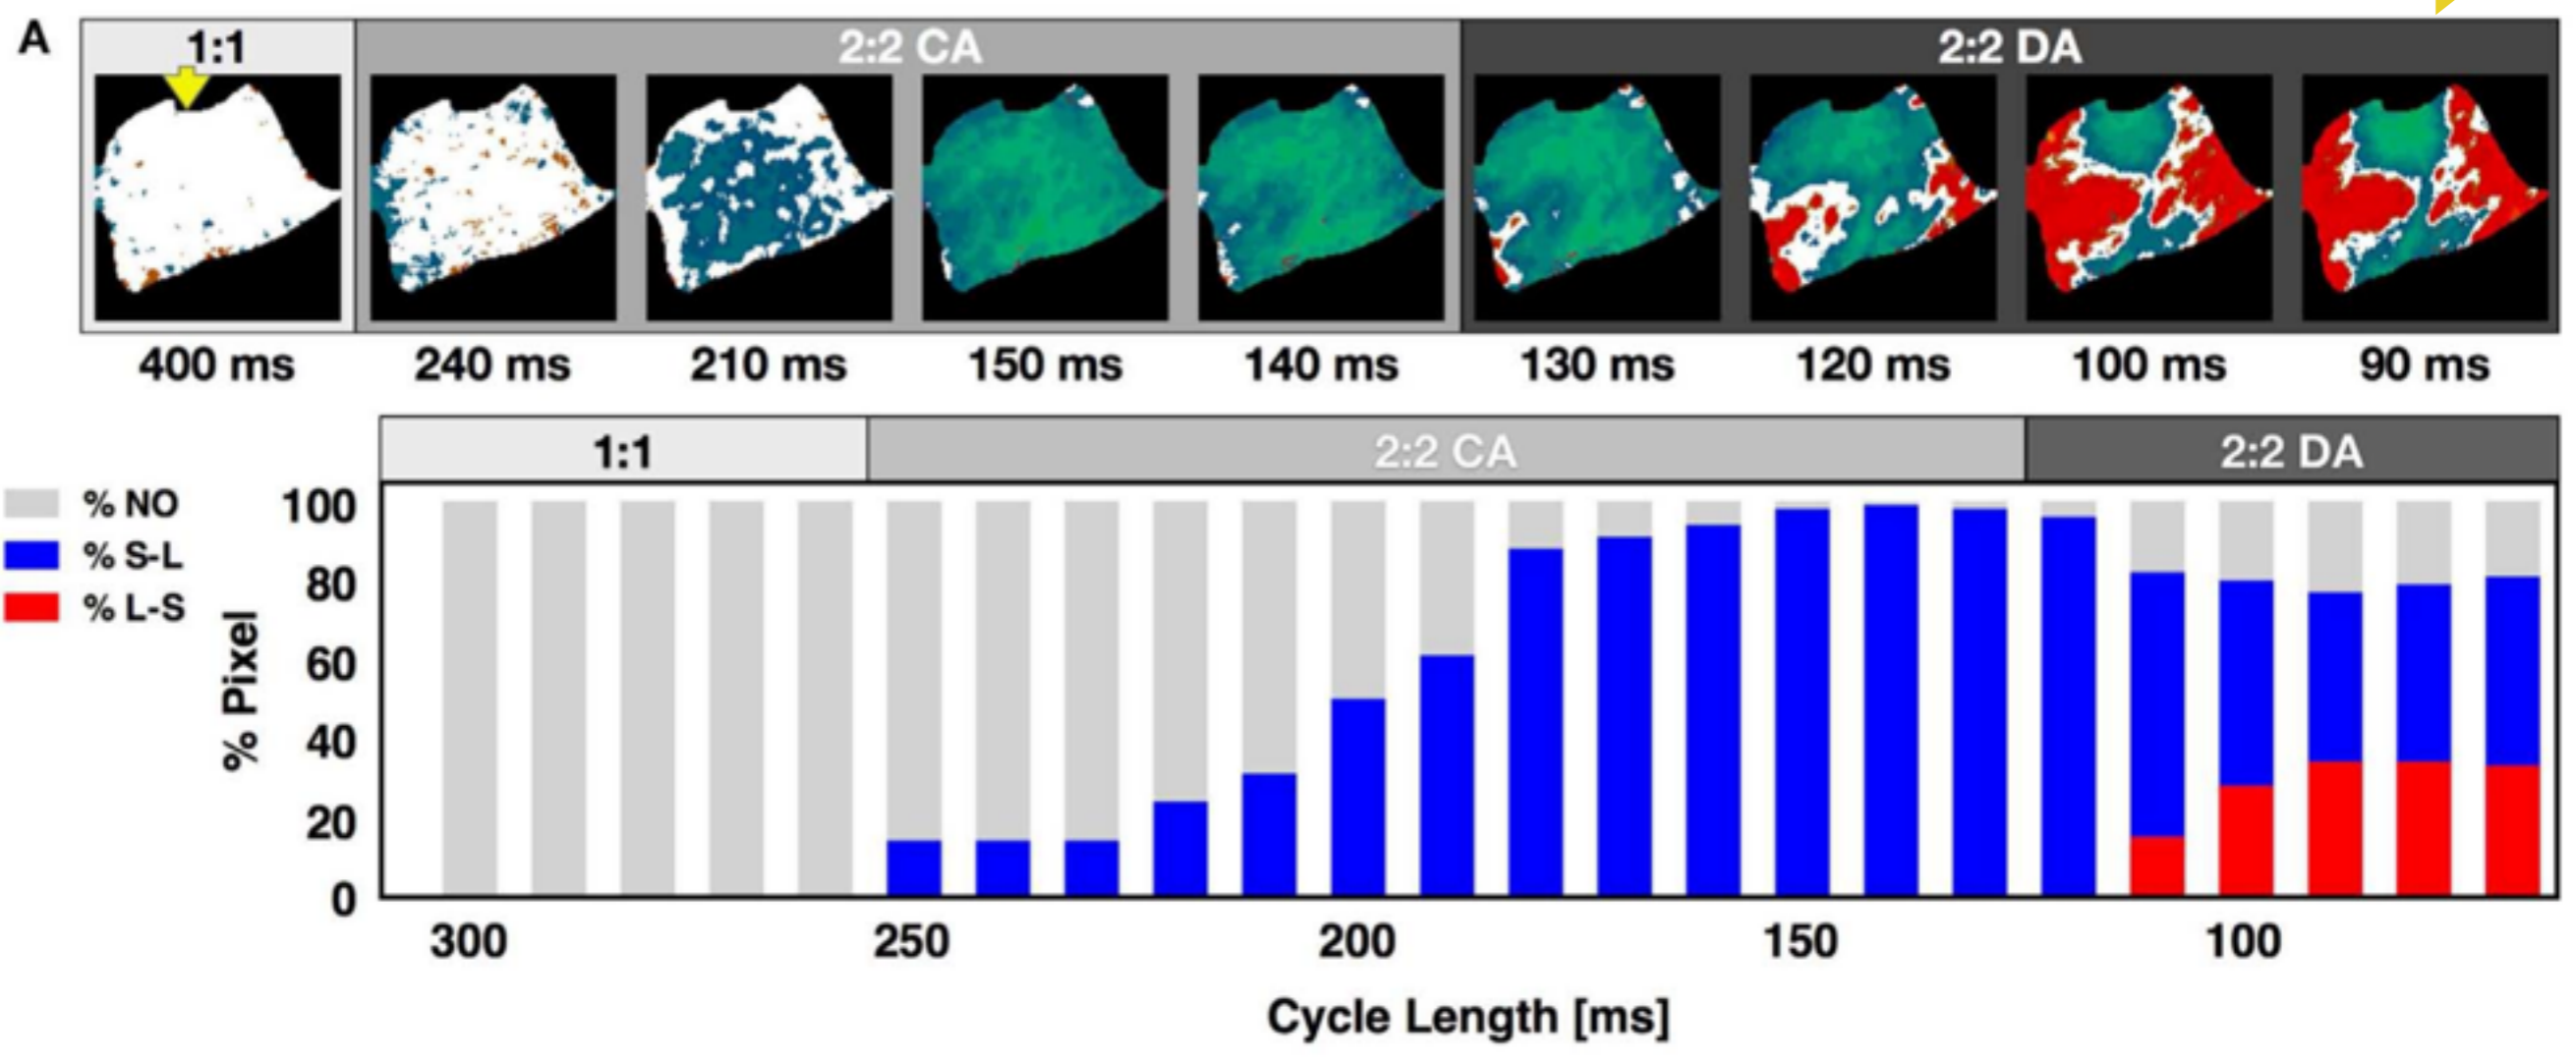 A
1:1 2:2 CA 2:2 DA
400 ms 240 ms 210 ms 150 ms 140 ms 130 ms 120 ms 100 ms 90 ms
1:1 2:2 CA 2:2 DA
% NO
% S-L
% L-S
% Pixel
100
80
60
40
20
0
300 250 200 150 100
Cycle Length [ms]